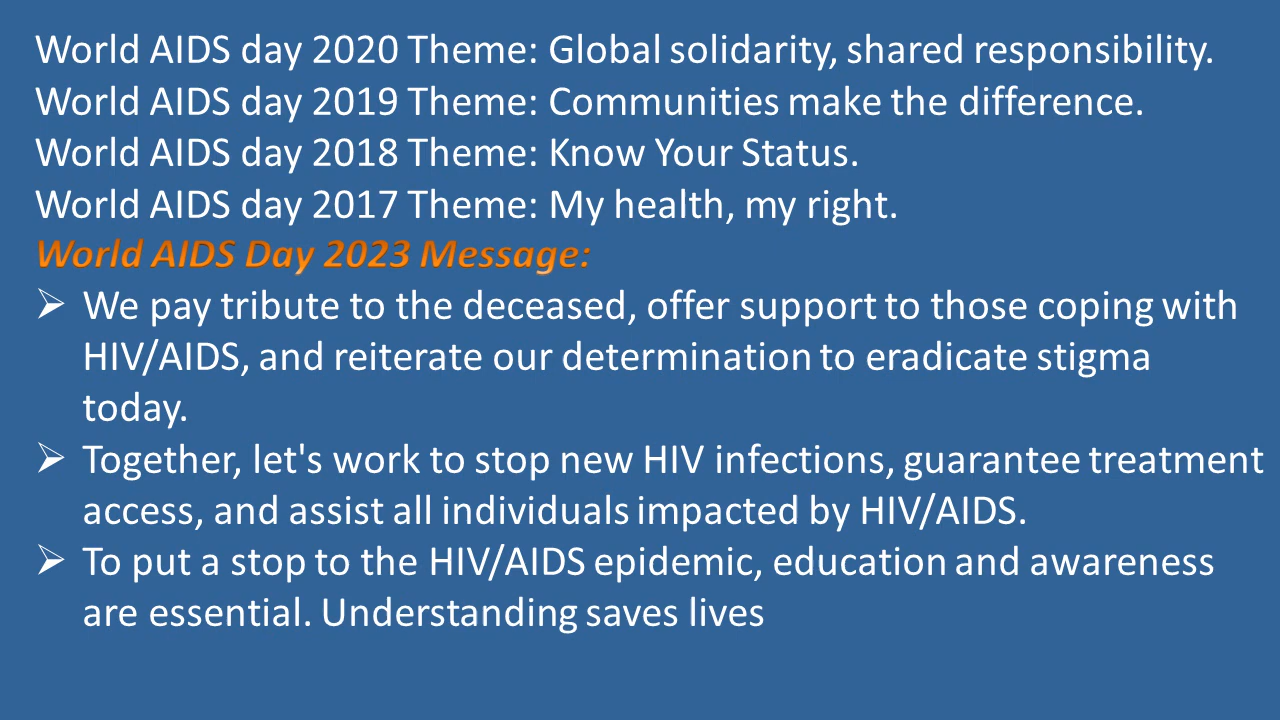 World AIDS day 2020 Theme: Global solidarity, shared responsibility.
World AIDS day 2019 Theme: Communities make the difference.
World AIDS day 2018 Theme: Know Your Status.
World AIDS day 2017 Theme: My health, my right.
World AIDS Day 2023 Message:
➢ We pay tribute to the deceased, offer support to those coping with
HIV/AIDS, and reiterate our determination to eradicate stigma
today.
➢ Together, let's work to stop new HIV infections, guarantee treatment
access, and assist all individuals impacted by HIV/AIDS.
➢ To put a stop to the HIV/AIDS epidemic, education and awareness
are essential. Understanding saves lives